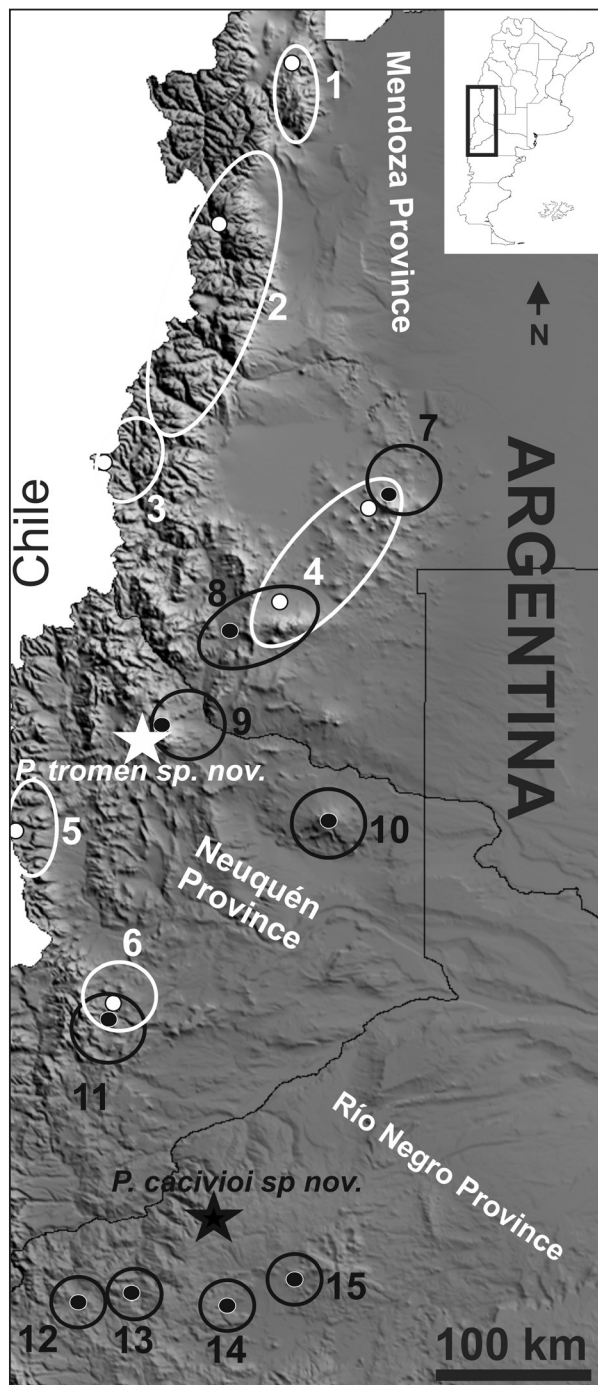 1
Mendoza Province
2
N
7
ARGENTINA
3
Chile
4
8
9
P. tromen sp. nov.
5
10
Neuquén
Province
6
11
Río Negro Province
P. cacivioi sp nov.
15
12
13
14
100 km